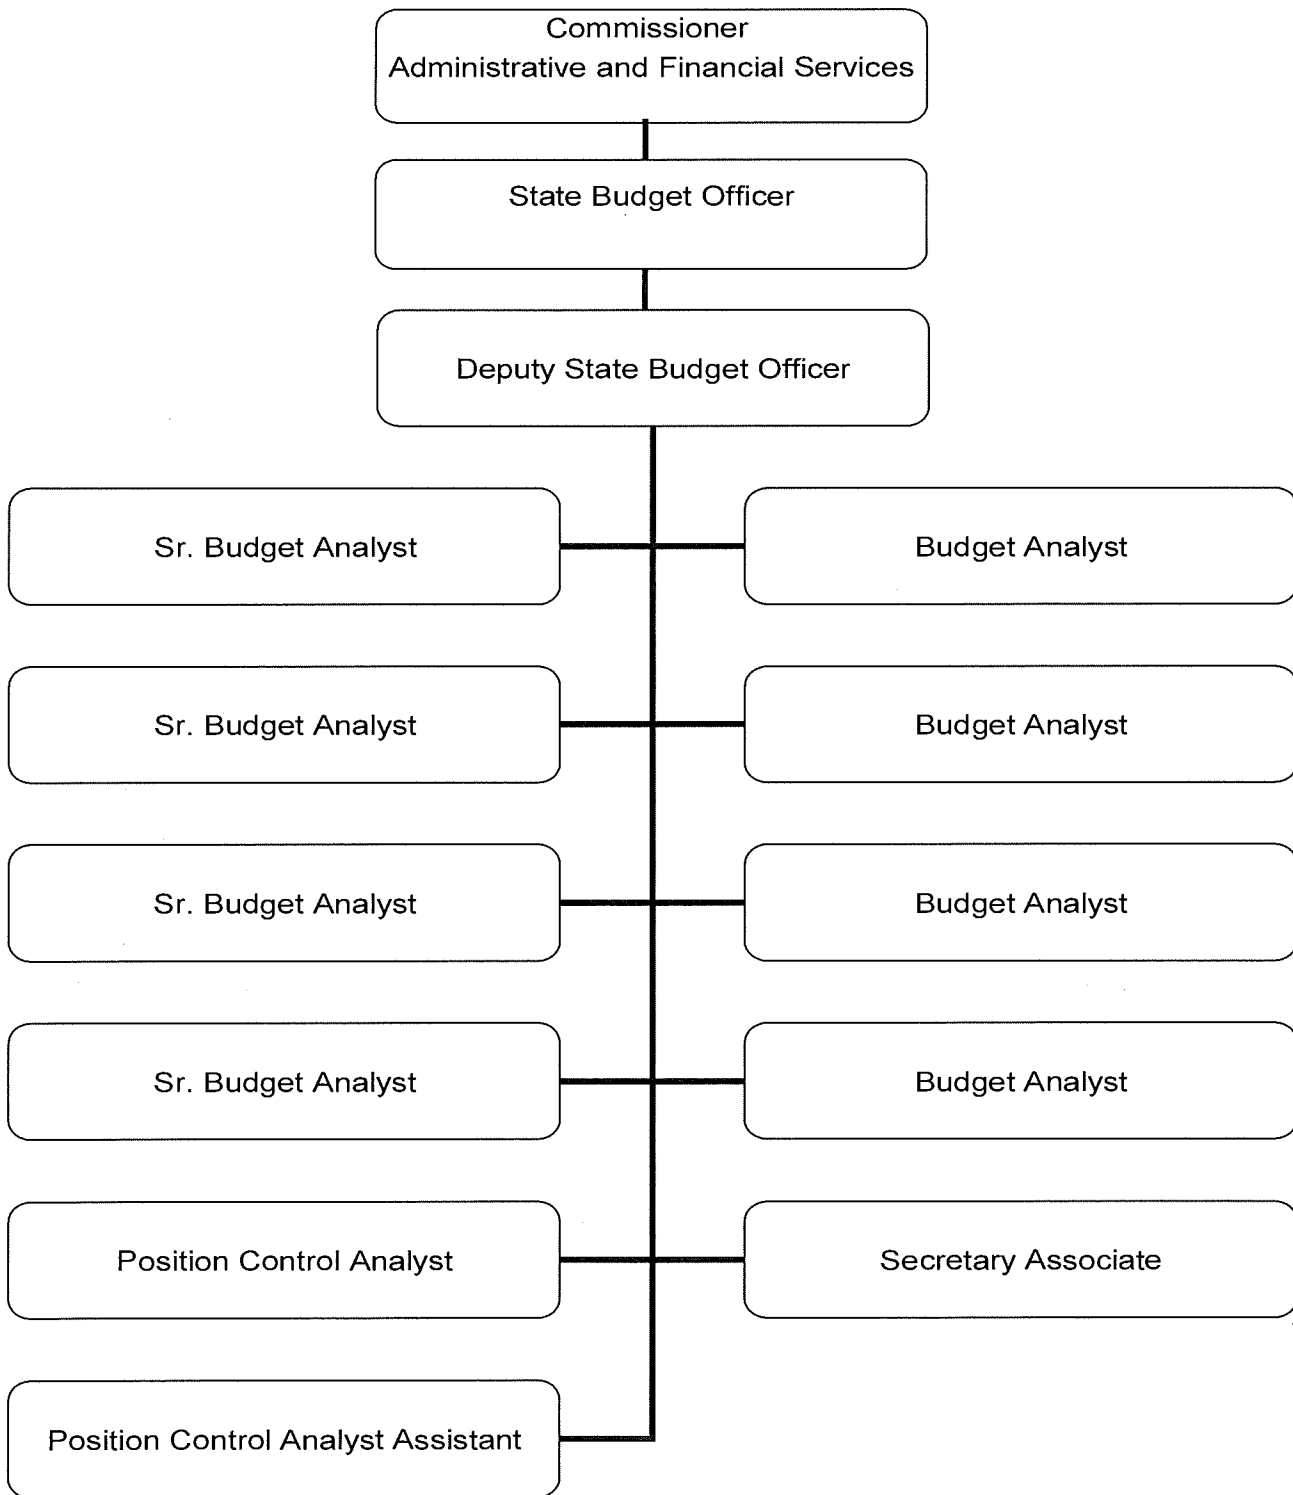 Commissioner
Administrative and Financial Services
State Budget Officer
Deputy State Budget Officer
Sr. Budget Analyst
Budget Analyst
Sr. Budget Analyst
Budget Analyst
Sr. Budget Analyst
Budget Analyst
Sr. Budget Analyst
Budget Analyst
Position Control Analyst
Secretary Associate
Position Control Analyst Assistant